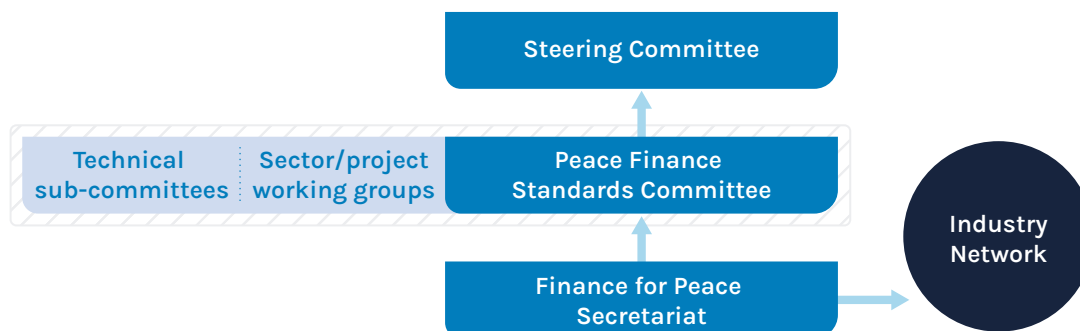 Steering Committee
Technical
sub-committees
Sector/project
working groups
Peace Finance
Standards Committee
Industry
Network
Finance for Peace
Secretariat